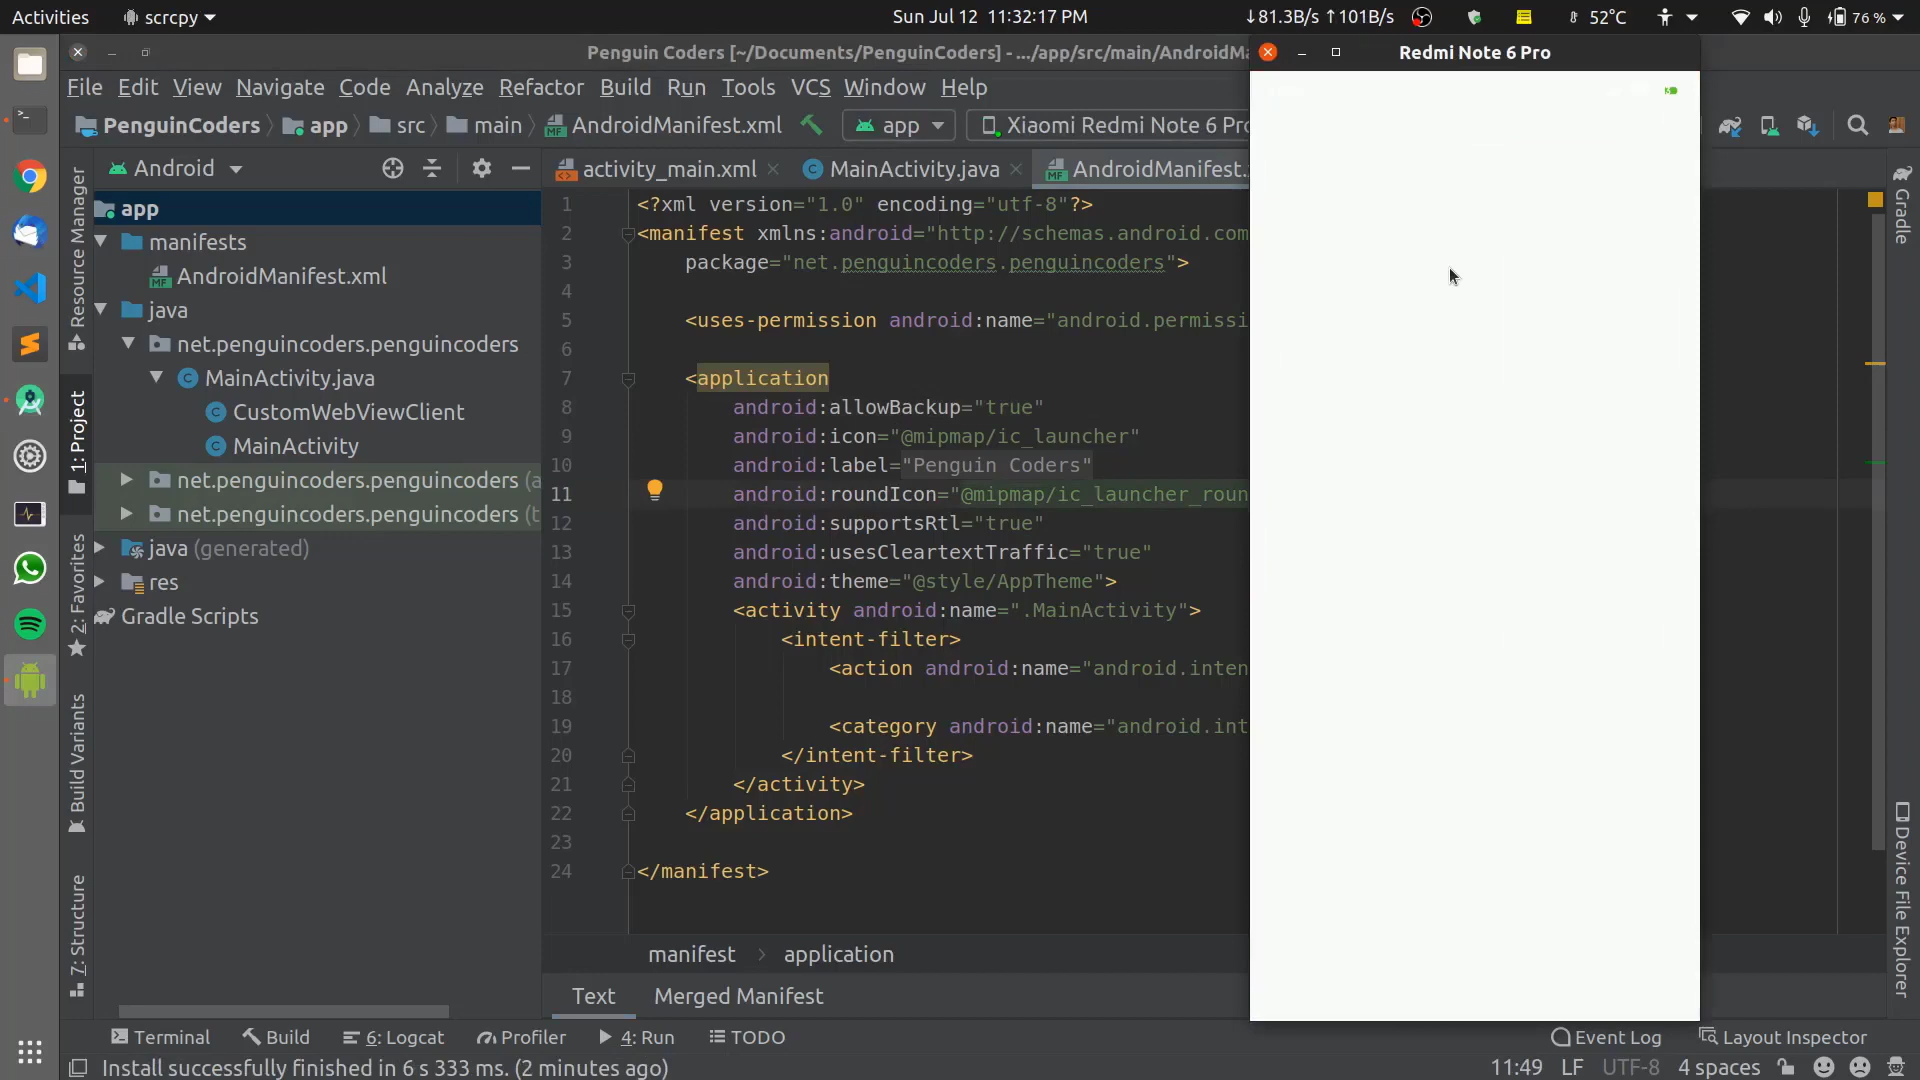 Activities
scrcpy
Sun Jul 12 11:32:17 PM
↓81.3B/s ↑101B/s
52°C
76 %
Penguin Coders [~/Documents/PenguinCoders] - .../app/src/main/AndroidMa
Redmi Note 6 Pro
File Edit View Navigate Code Analyze Refactor Build Run Tools VCS Window Help
PenguinCoders app src main AndroidManifest.xml
app
Xiaomi Redmi Note 6 Pro
Android
activity_main.xml
MainActivity.java
AndroidManifest.
Resource Manager
1: Project
2: Favorites
Build Variants
7: Structure
app
manifests
AndroidManifest.xml
java
net.penguincoders.penguincoders
MainActivity.java
CustomWebViewClient
MainActivity
net.penguincoders.penguincoders (a
net.penguincoders.penguincoders (t
java (generated)
res
Gradle Scripts
1 <?xml version="1.0" encoding="utf-8"?>
2 <manifest xmlns:android="http://schemas.android.com
3 package="net.penguincoders.penguincoders">
4
5 <uses-permission android:name="android.permissi
6
7 <application
8 android:allowBackup="true"
9 android:icon="@mipmap/ic_launcher"
10 android:label="Penguin Coders"
11 android:roundIcon="@mipmap/ic_launcher_roun
12 android:supportsRtl="true"
13 android:usesCleartextTraffic="true"
14 android:theme="@style/AppTheme">
15 <activity android:name=".MainActivity">
16 <intent-filter>
17 <action android:name="android.inten
18
19 <category android:name="android.int
20 </intent-filter>
21 </activity>
22 </application>
23
24 </manifest>
manifest > application
Text Merged Manifest
Gradle
Device File Explorer
Terminal Build 6: Logcat Profiler 4: Run TODO
Event Log Layout Inspector
Install successfully finished in 6 s 333 ms. (2 minutes ago)
11:49 LF UTF-8 4 spaces